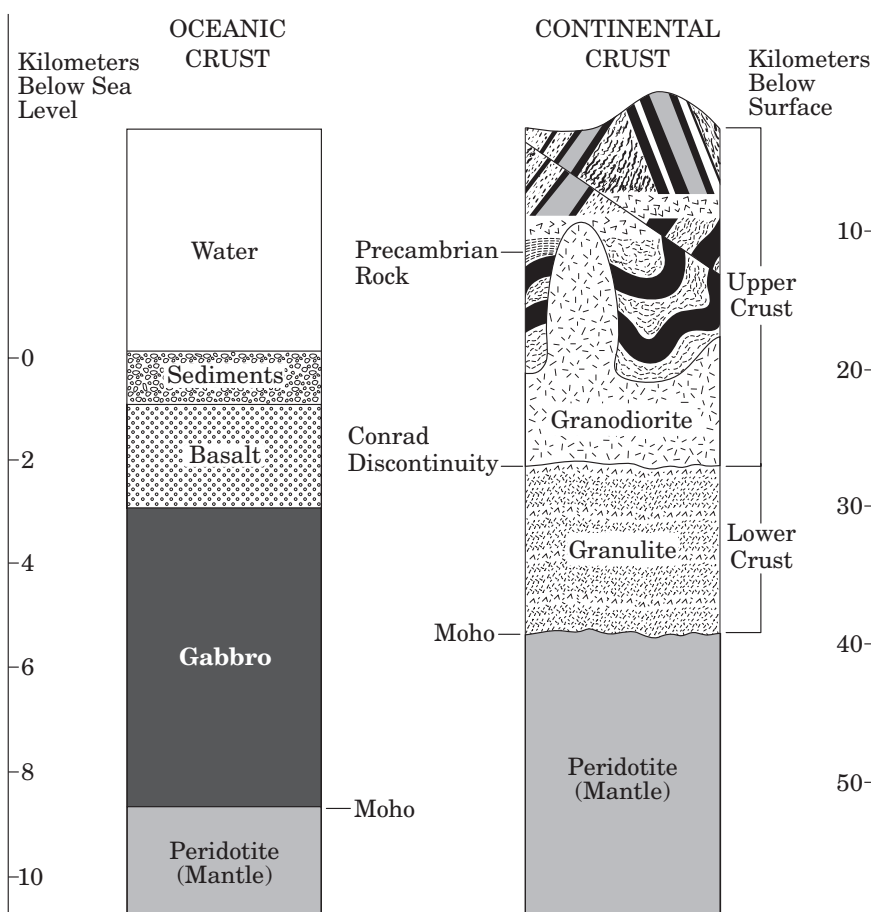 OCEANIC
CRUST
CONTINENTAL
CRUST
Kilometers
Below Sea
Level
Kilometers
Below
Surface
Water
Precambrian
Rock
10
Upper
Crust
0
Sediments
20
Granodiorite
Basalt
Conrad
Discontinuity
2
30
Granulite
Lower
Crust
4
Moho
40
Gabbro
6
Peridotite
(Mantle)
8
50
Moho
Peridotite
(Mantle)
10